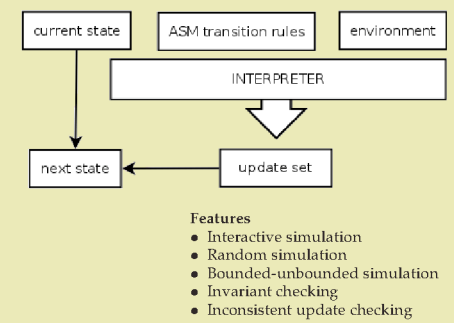 current state
ASM transition rules
environment
INTERPRETER
next state
update set
Features
● Interactive simulation
● Random simulation
● Bounded-unbounded simulation
● Invariant checking
● Inconsistent update checking